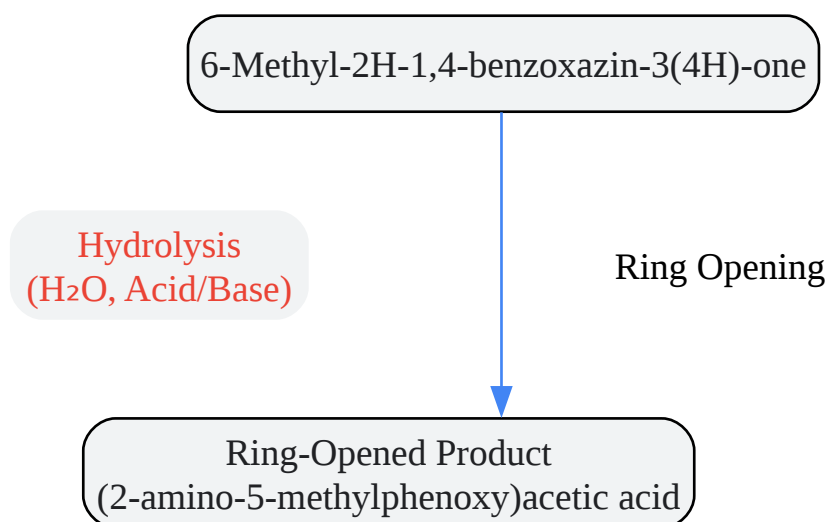 6-Methyl-2H-1,4-benzoxazin-3(4H)-one
Hydrolysis
(H₂O, Acid/Base)
Ring Opening
Ring-Opened Product
(2-amino-5-methylphenoxy)acetic acid